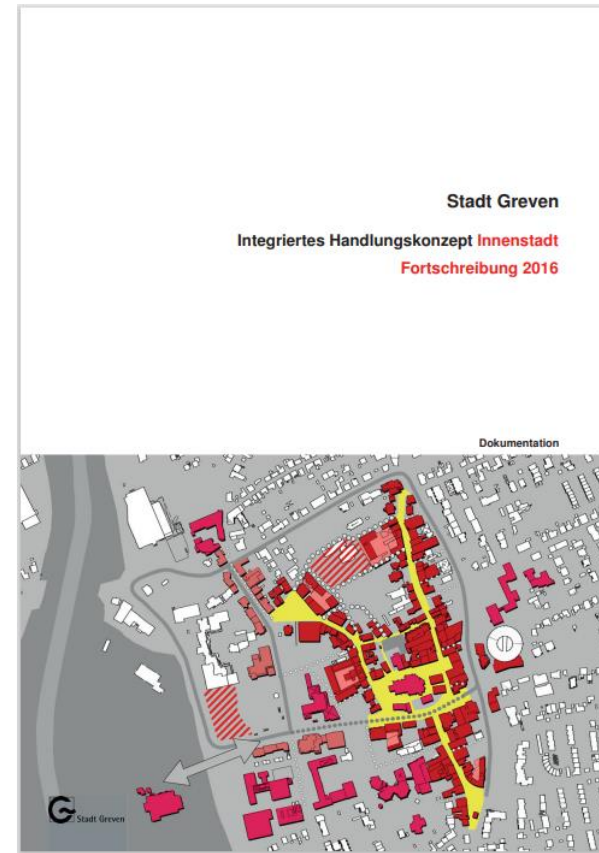 Stadt Greven
Integriertes Handlungskonzept Innenstadt
Fortschreibung 2016
Dokumentation
Stadt Greven